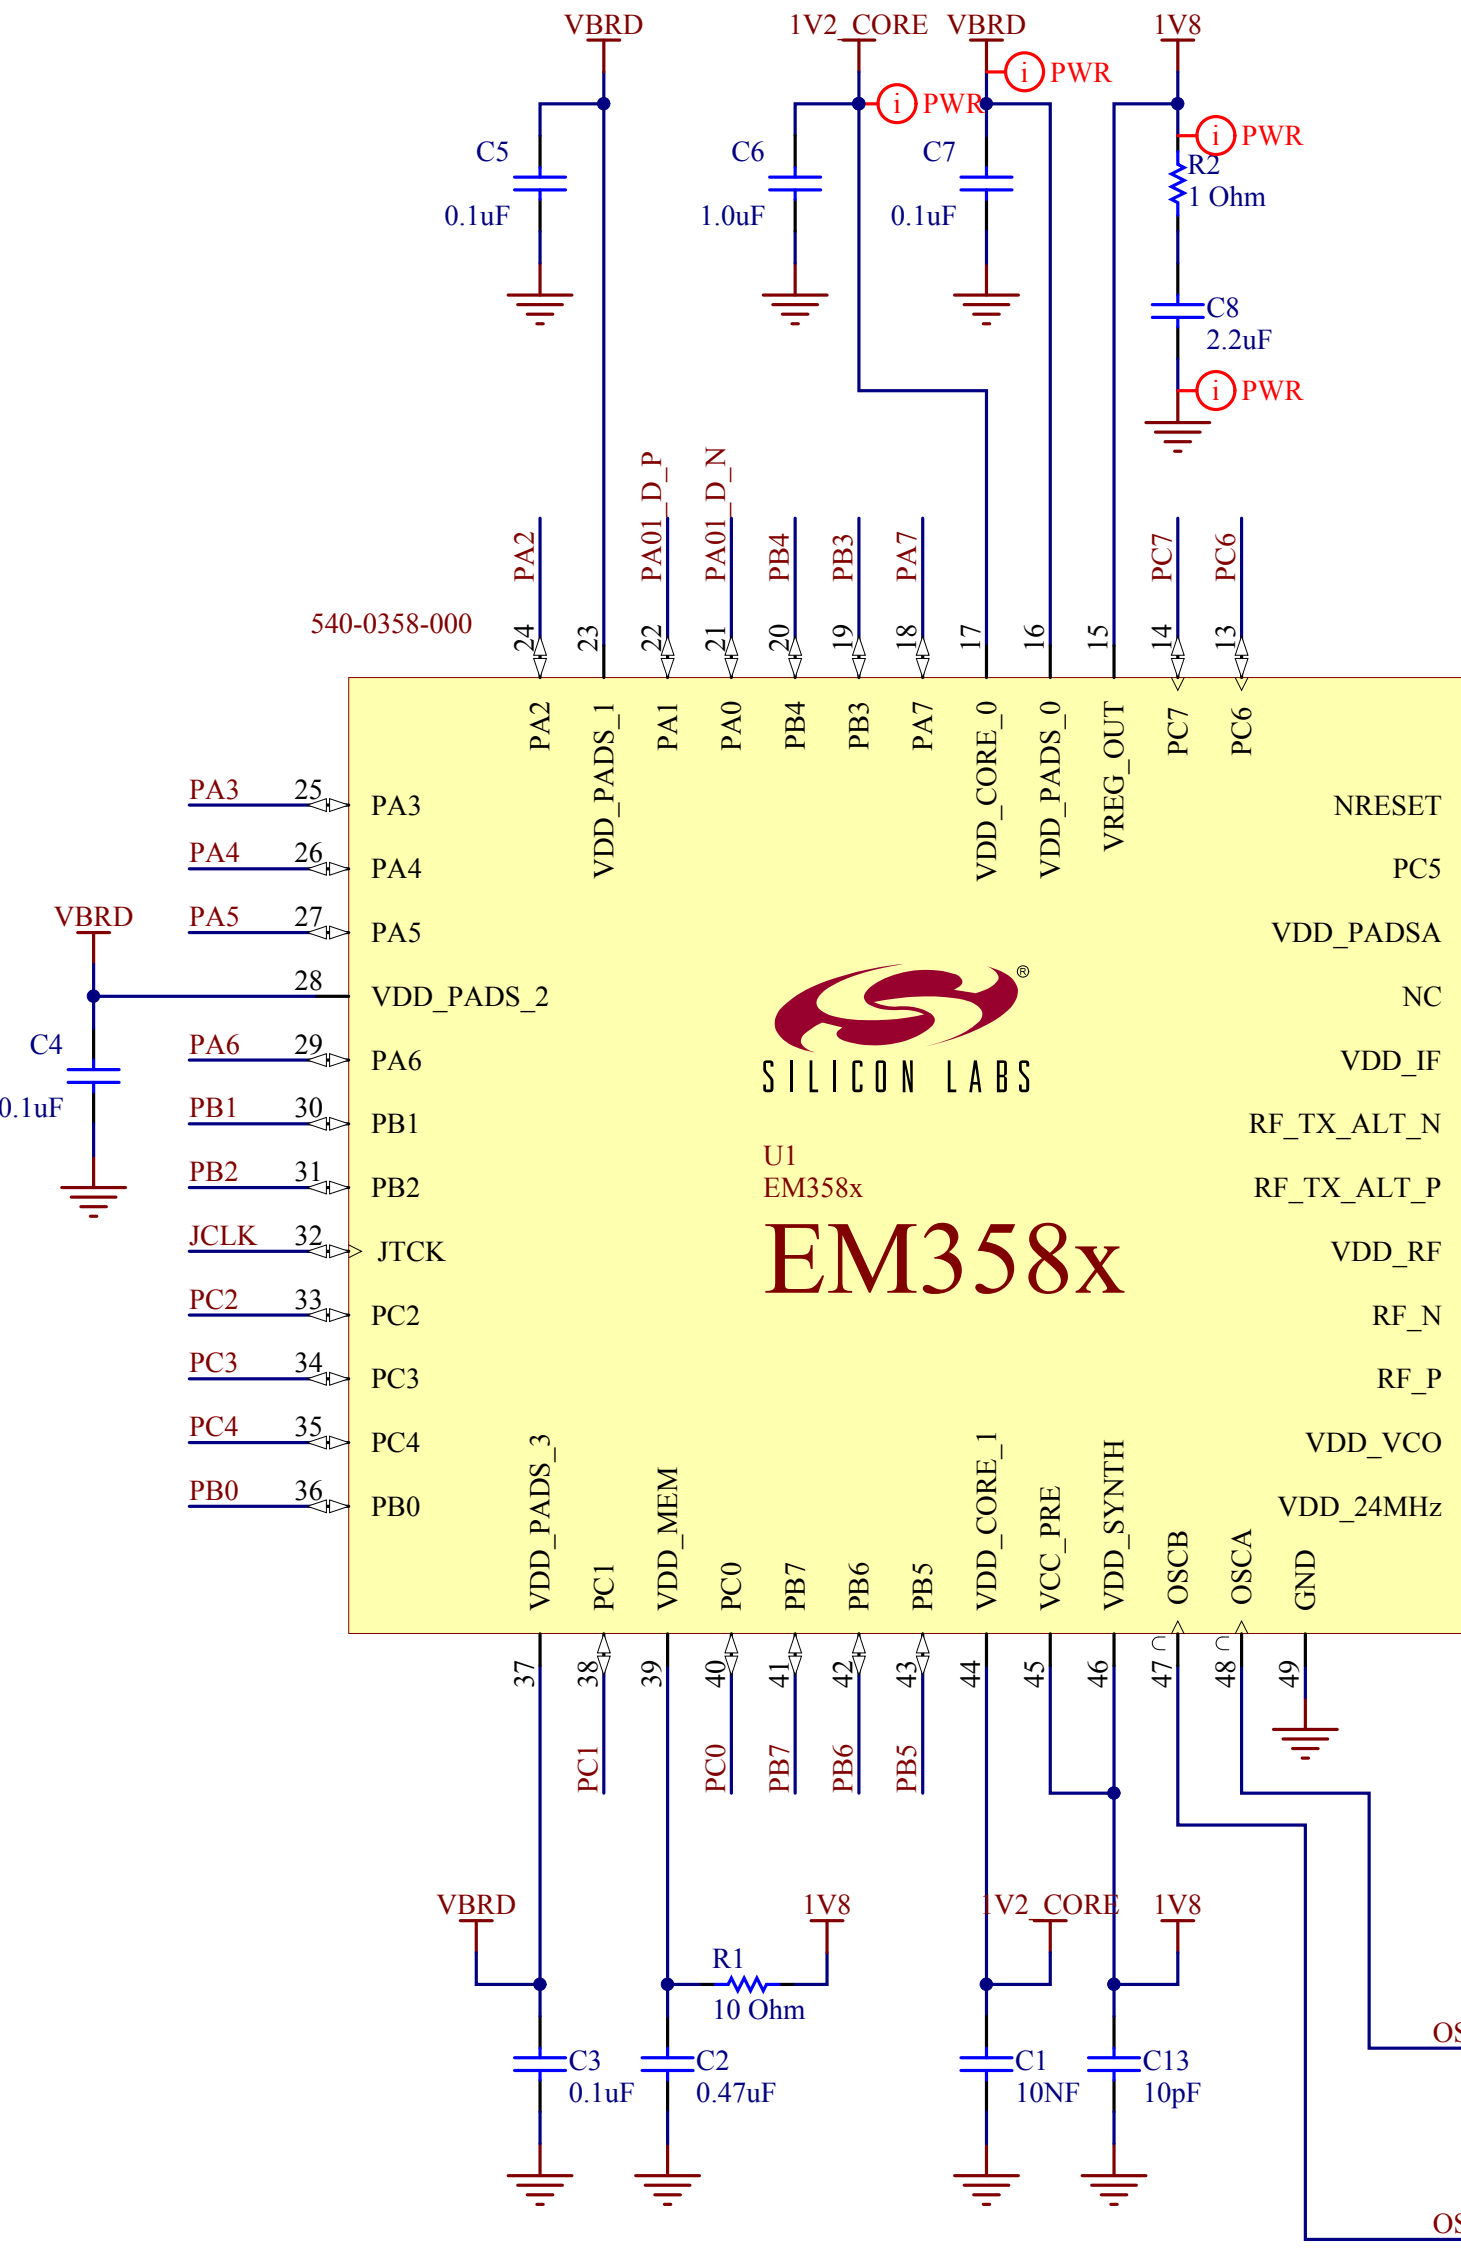 VBRD
1V2_CORE
VBRD
1V8
i PWR
i PWR
i PWR
C5
0.1uF
C6
1.0uF
C7
0.1uF
R2
1 Ohm
C8
2.2uF
i PWR
PA2
PA01_D_P
PA01_D_N
PB4
PB3
PA7
PC7
PC6
540-0358-000
24
23
22
21
20
19
18
17
16
15
14
13
PA2
VDD_PADS_1
PA1
PA0
PB4
PB3
PA7
VDD_CORE_0
VDD_PADS_0
VREG_OUT
PC7
PC6
PA3 25 PA3
PA4 26 PA4
VBRD
PA5 27 PA5
28 VDD_PADS_2
C4
0.1uF
PA6 29 PA6
PB1 30 PB1
PB2 31 PB2
JCLK 32 JTCK
PC2 33 PC2
PC3 34 PC3
PC4 35 PC4
PB0 36 PB0
NRESET
PC5
VDD_PADSA
NC
VDD_IF
RF_TX_ALT_N
RF_TX_ALT_P
VDD_RF
RF_N
RF_P
VDD_VCO
VDD_24MHz
®
SILICON LABS
U1
EM358x
EM358x
VDD_PADS_3
PC1
VDD_MEM
PC0
PB7
PB6
PB5
VDD_CORE_1
VCC_PRE
VDD_SYNTH
OSCB
OSCA
GND
37
38
39
40
41
42
43
44
45
46
47
48
49
PC1
PC0
PB7
PB6
PB5
VBRD
1V8
1V2_CORE
1V8
R1
10 Ohm
C3
0.1uF
C2
0.47uF
C1
10NF
C13
10pF